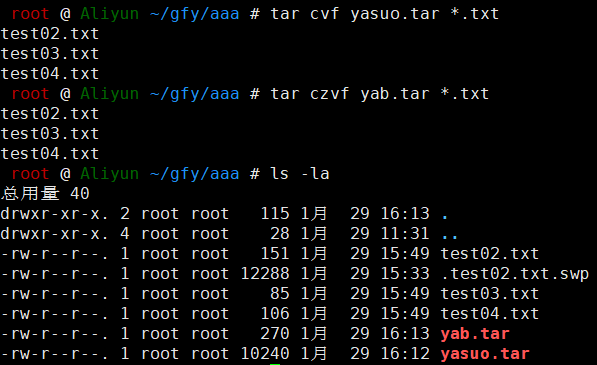 root @ Aliyun ~/gfy/aaa # tar cvf yasuo.tar *.txt
test02.txt
test03.txt
test04.txt
root @ Aliyun ~/gfy/aaa # tar czvf yab.tar *.txt
test02.txt
test03.txt
test04.txt
root @ Aliyun ~/gfy/aaa # ls -la
总用量 40
drwxr-xr-x. 2 root root 115 1月 29 16:13 .
drwxr-xr-x. 4 root root 28 1月 29 11:31 ..
-rw-r--r--. 1 root root 151 1月 29 15:49 test02.txt
-rw-r--r--. 1 root root 12288 1月 29 15:33 .test02.txt.swp
-rw-r--r--. 1 root root 85 1月 29 15:49 test03.txt
-rw-r--r--. 1 root root 106 1月 29 15:49 test04.txt
-rw-r--r--. 1 root root 270 1月 29 16:13 yab.tar
-rw-r--r--. 1 root root 10240 1月 29 16:12 yasuo.tar